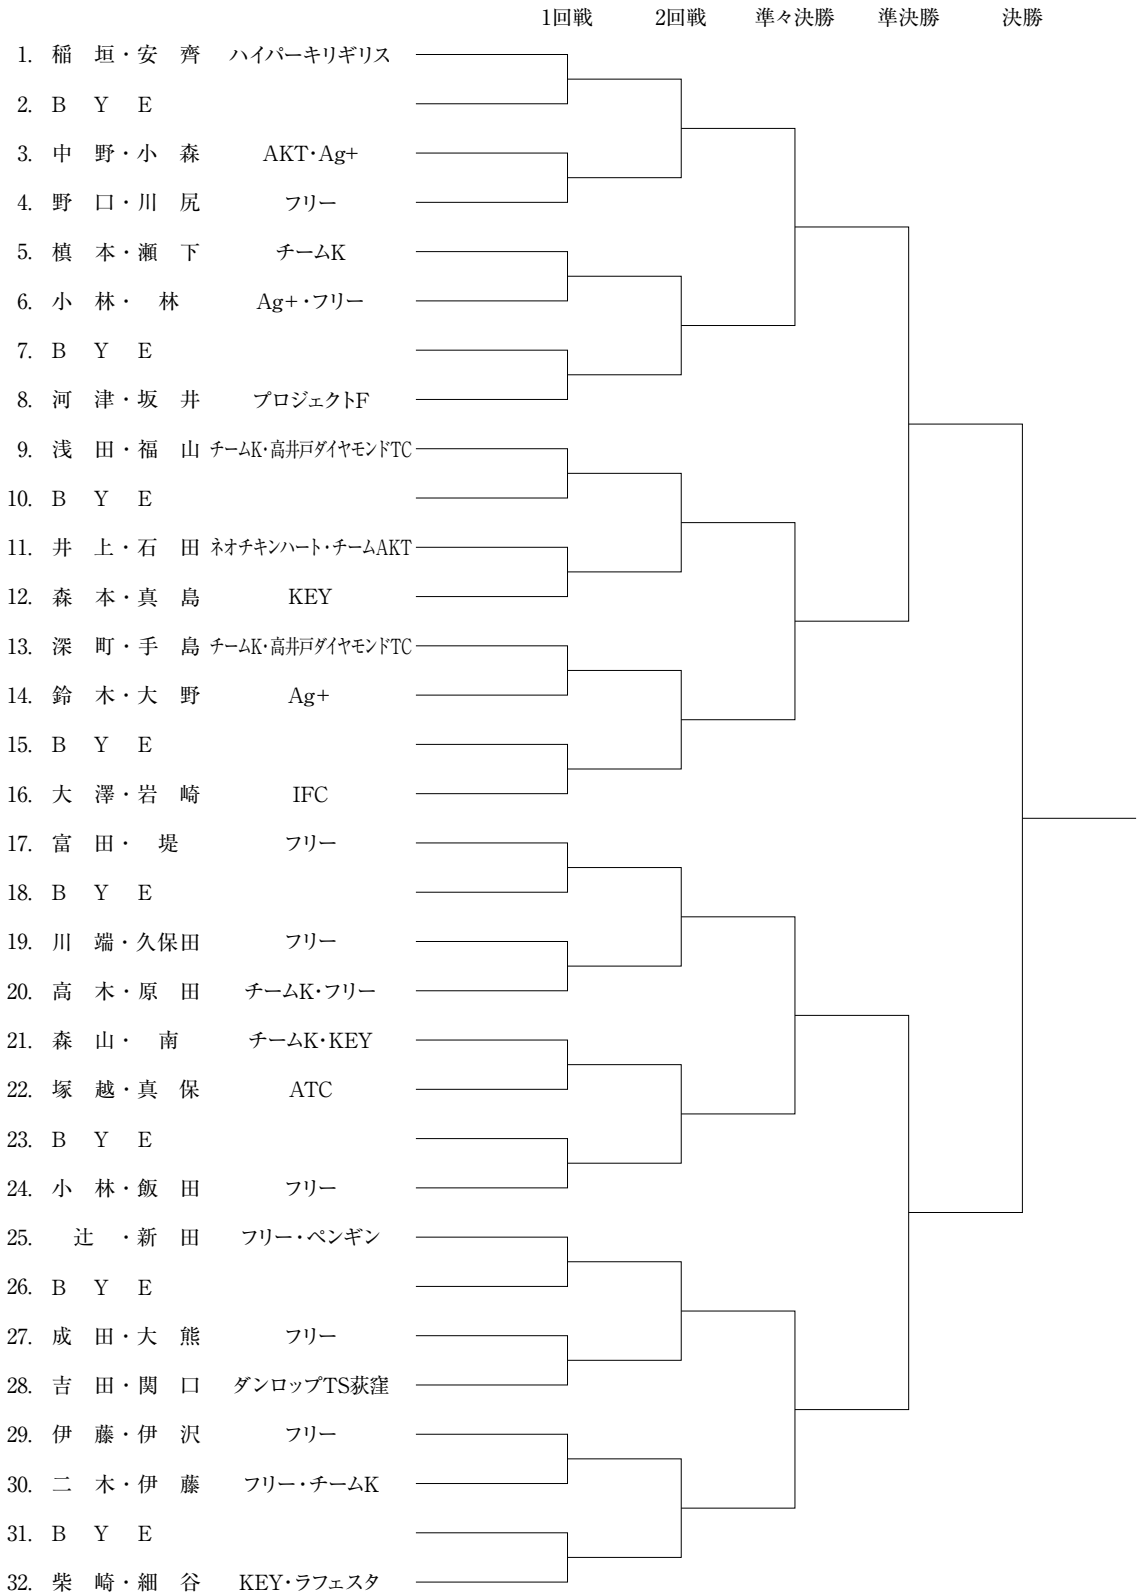 1回戦 2回戦 準々決勝 準決勝 決勝
1. 稲 垣・安 齊 ハイパーキリギリス
2. B Y E
3. 中 野・小 森 AKT・Ag+
4. 野 口・川 尻 フリー
5. 槙 本・瀬 下 チームK
6. 小 林・ 林 Ag+・フリー
7. B Y E
8. 河 津・坂 井 プロジェクトF
9. 浅 田・福 山 チームK・高井戸ダイヤモンドTC
10. B Y E
11. 井 上・石 田 ネオチキンハート・チームAKT
12. 森 本・真 島 KEY
13. 深 町・手 島 チームK・高井戸ダイヤモンドTC
14. 鈴 木・大 野 Ag+
15. B Y E
16. 大 澤・岩 崎 IFC
17. 富 田・ 堤 フリー
18. B Y E
19. 川 端・久保田 フリー
20. 高 木・原 田 チームK・フリー
21. 森 山・ 南 チームK・KEY
22. 塚 越・真 保 ATC
23. B Y E
24. 小 林・飯 田 フリー
25. 辻 ・新 田 フリー・ペンギン
26. B Y E
27. 成 田・大 熊 フリー
28. 吉 田・関 口 ダンロップTS荻窪
29. 伊 藤・伊 沢 フリー
30. 二 木・伊 藤 フリー・チームK
31. B Y E
32. 柴 崎・細 谷 KEY・ラフェスタ